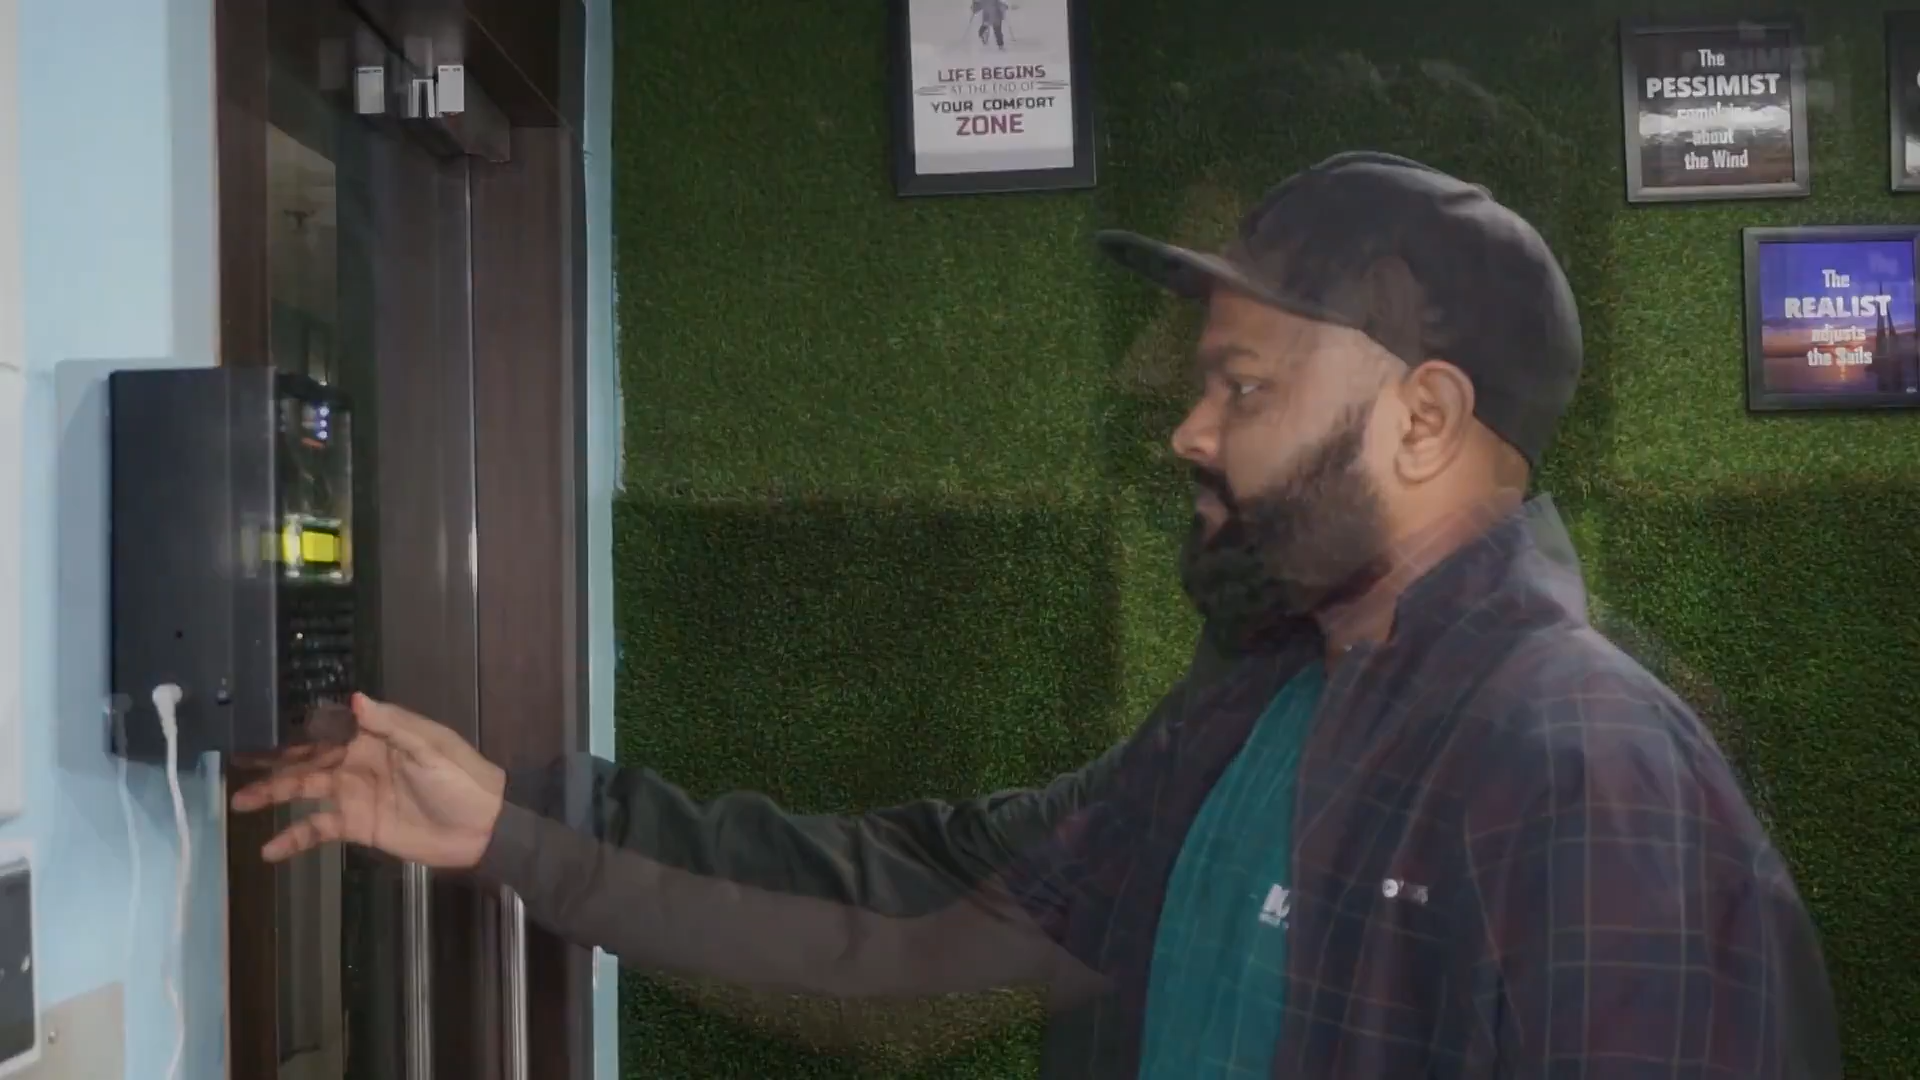 LIFE BEGINS
AT THE END OF
YOUR COMFORT
ZONE
The
PESSIMIST
complains
about
the Wind
The
REALIST
adjusts
the Sails